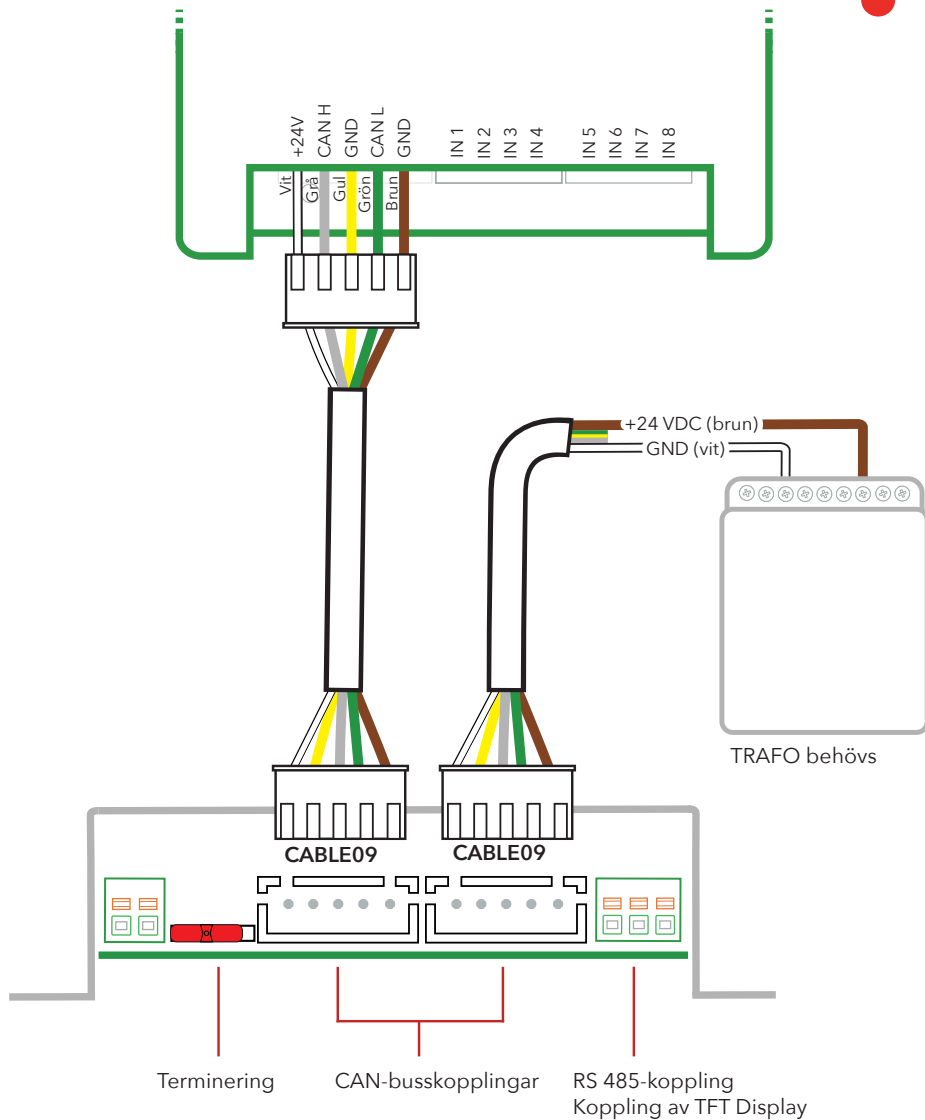 +24V
CAN H
GND
CAN L
GND
IN 1
IN 2
IN 3
IN 4
IN 5
IN 6
IN 7
IN 8
Vit
Grå
Gul
Grön
Brun
+24 VDC (brun)
GND (vit)
TRAFO behövs
CABLE09
CABLE09
Terminering
CAN-busskopplingar
RS 485-koppling
Koppling av TFT Display